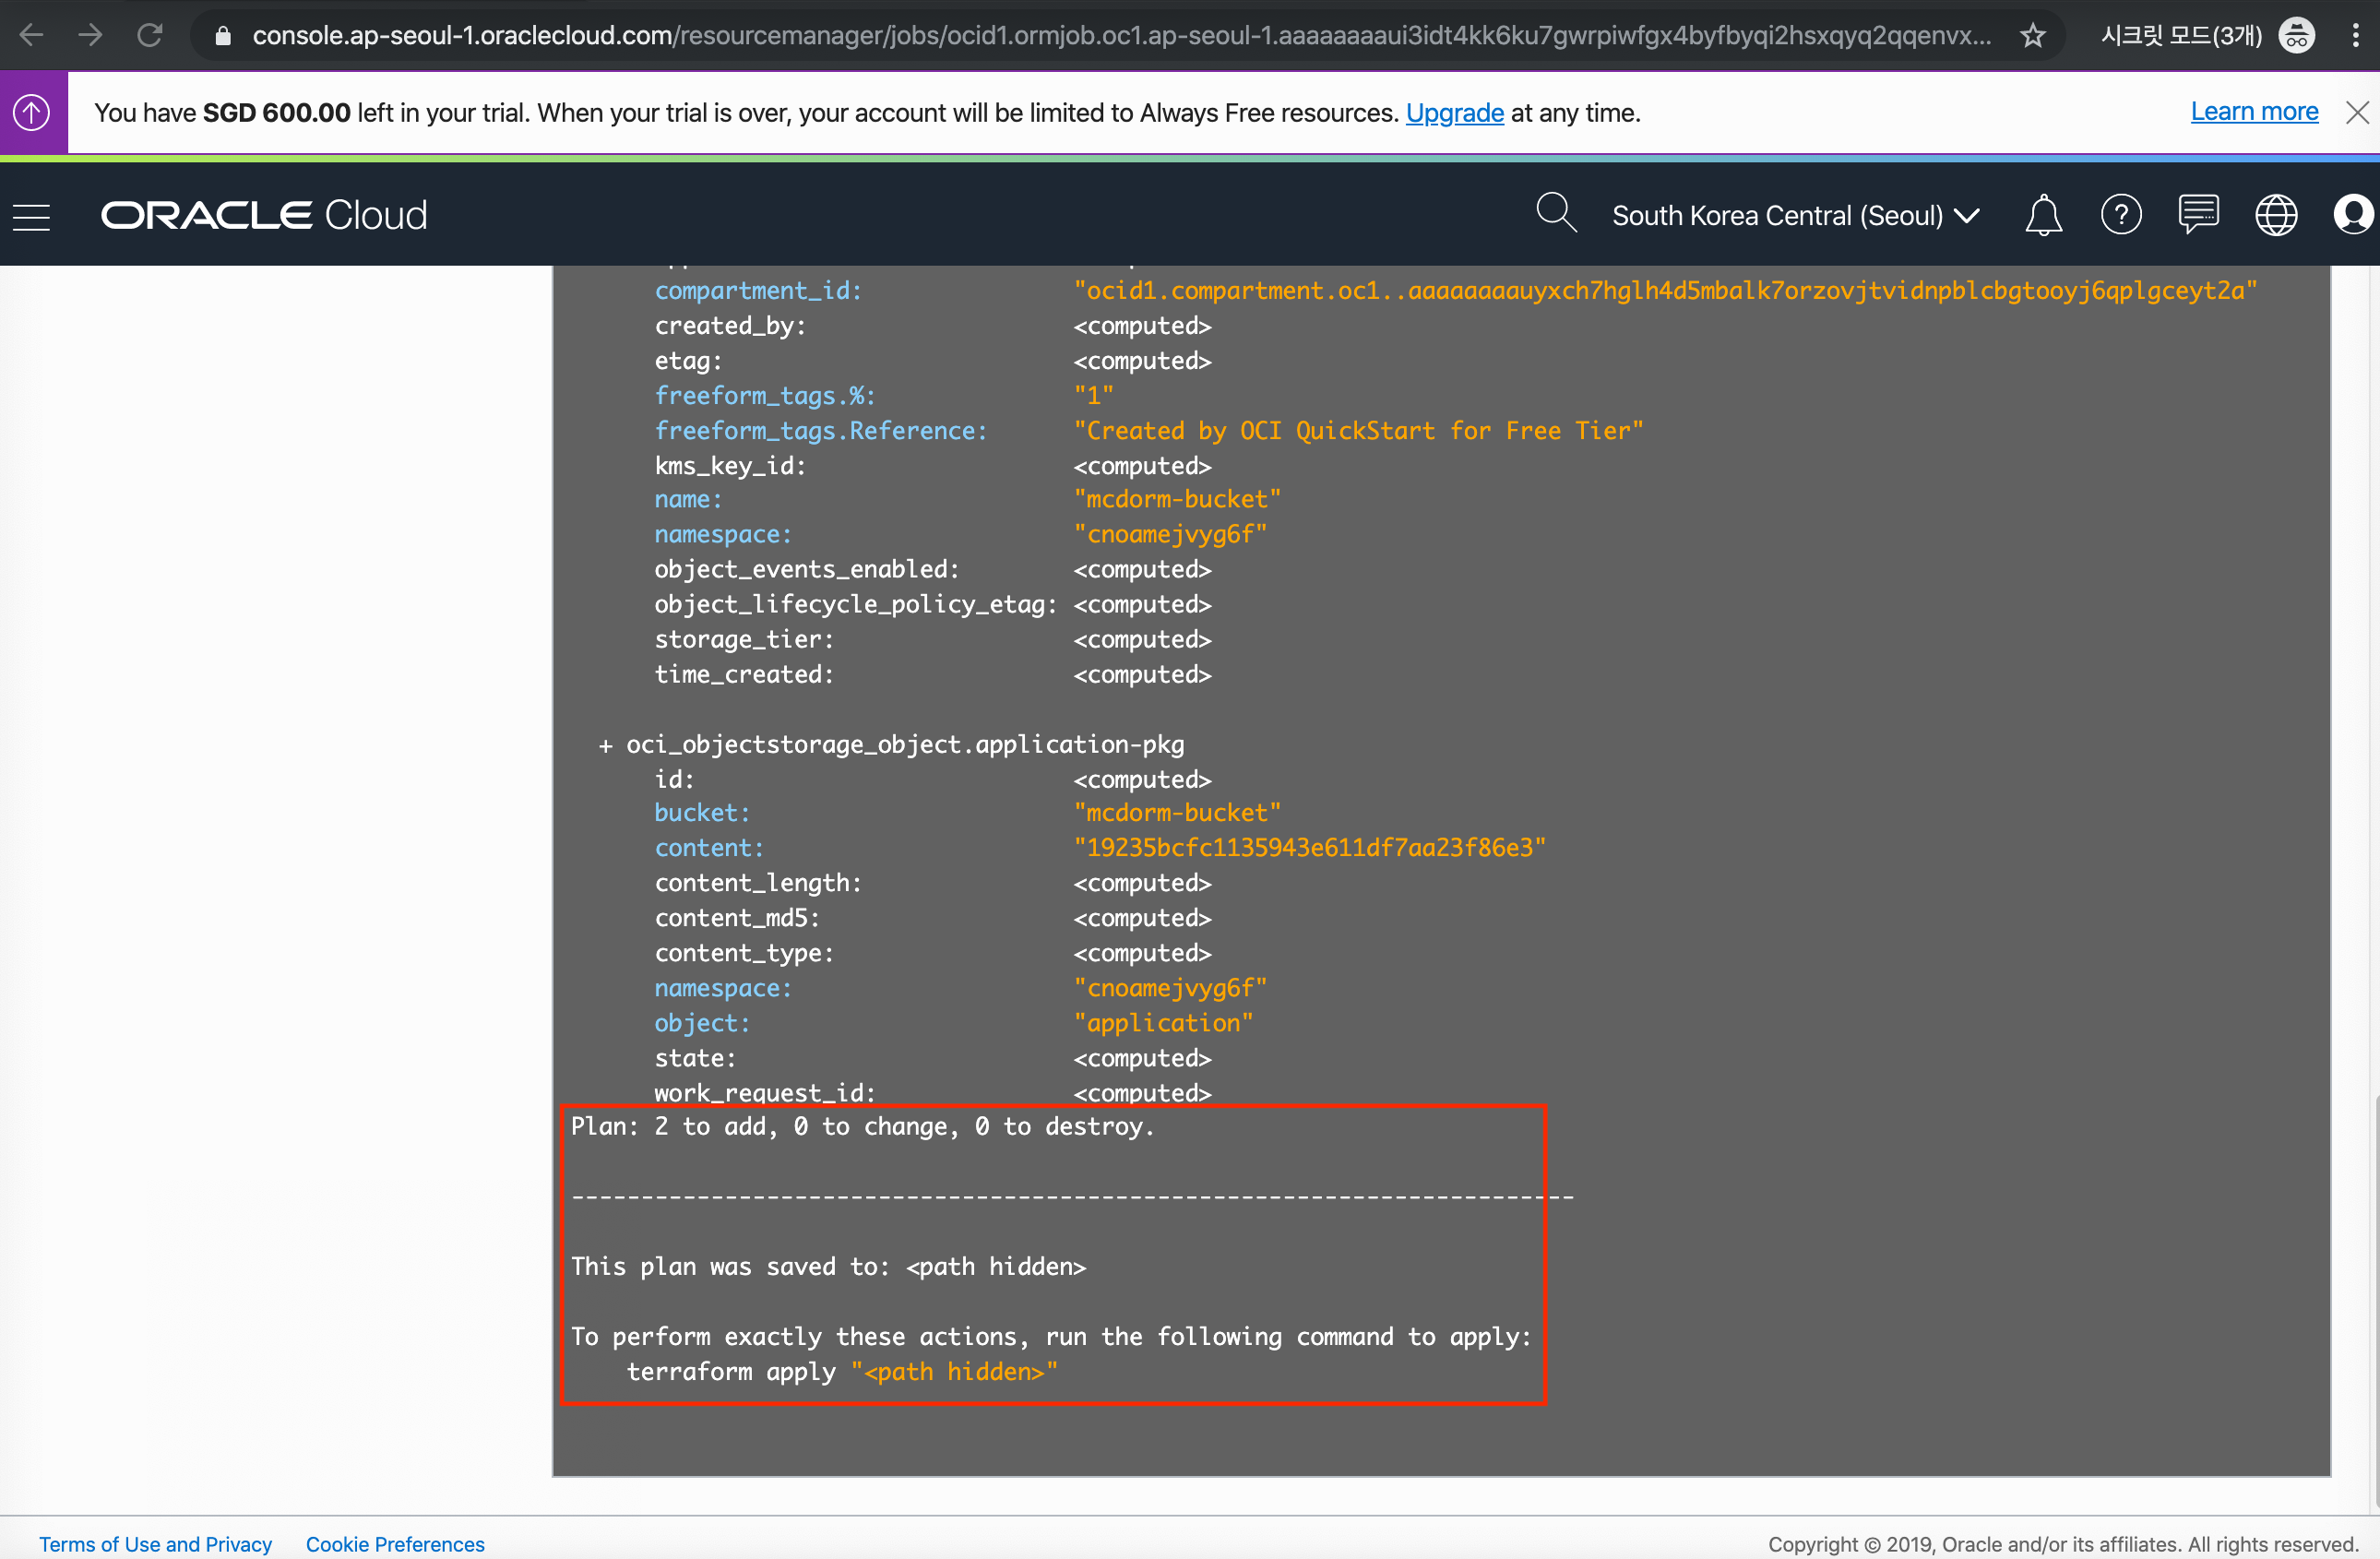 console.ap-seoul-1.oraclecloud.com/resourcemanager/jobs/ocid1.ormjob.oc1.ap-seoul-1.aaaaaaaaui3idt4kk6ku7gwrpiwfgx4byfbyqi2hsxqyq2qqenvx... 시크릿 모드(3개)
You have SGD 600.00 left in your trial. When your trial is over, your account will be limited to Always Free resources. Upgrade at any time. Learn more
ORACLE Cloud South Korea Central (Seoul)
compartment_id: "ocid1.compartment.oc1..aaaaaaaauyxch7hglh4d5mbalk7orzovjtvidnpblcbgtooyj6qplgceyt2a"
created_by: <computed>
etag: <computed>
freeform_tags.%: "1"
freeform_tags.Reference: "Created by OCI QuickStart for Free Tier"
kms_key_id: <computed>
name: "mcdorm-bucket"
namespace: "cnoamejvyg6f"
object_events_enabled: <computed>
object_lifecycle_policy_etag: <computed>
storage_tier: <computed>
time_created: <computed>
+ oci_objectstorage_object.application-pkg
id: <computed>
bucket: "mcdorm-bucket"
content: "19235bcfc1135943e611df7aa23f86e3"
content_length: <computed>
content_md5: <computed>
content_type: <computed>
namespace: "cnoamejvyg6f"
object: "application"
state: <computed>
work_request_id: <computed>
Plan: 2 to add, 0 to change, 0 to destroy.
------------------------------------------------------------------------
This plan was saved to: <path hidden>
To perform exactly these actions, run the following command to apply:
terraform apply "<path hidden>"
Terms of Use and Privacy Cookie Preferences Copyright © 2019, Oracle and/or its affiliates. All rights reserved.